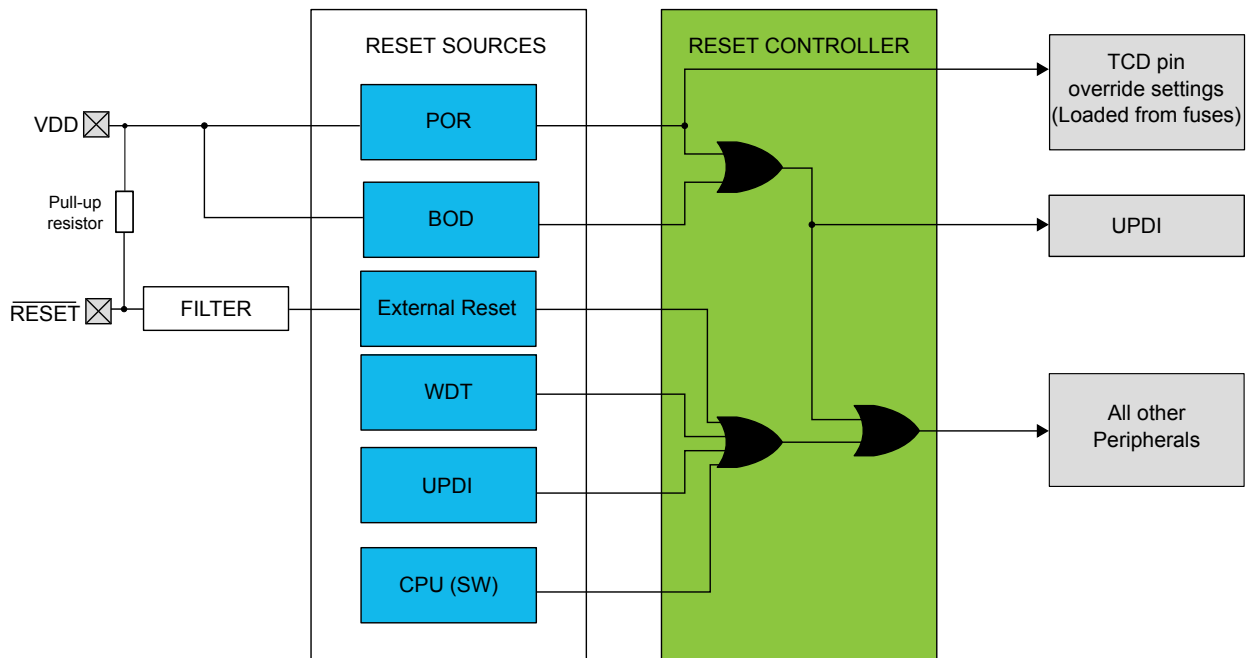 RESET SOURCES
RESET CONTROLLER
VDD
POR
TCD pin
override settings
(Loaded from fuses)
Pull-up
resistor
BOD
UPDI
RESET
FILTER
External Reset
WDT
All other
Peripherals
UPDI
CPU (SW)